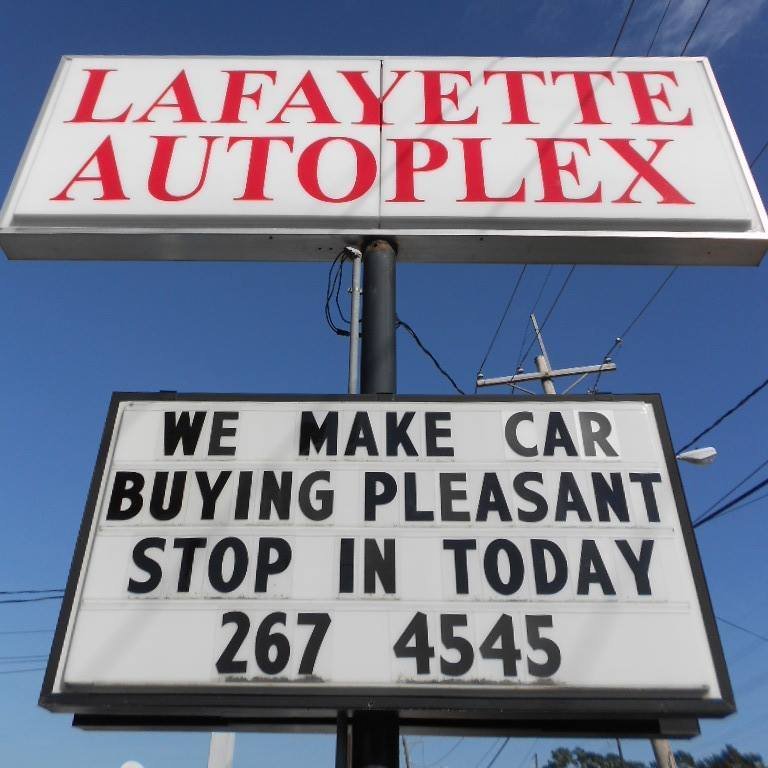 LAFAYETTE
AUTOPLEX
WE MAKE CAR
BUYING PLEASANT
STOP IN TODAY
267 4545